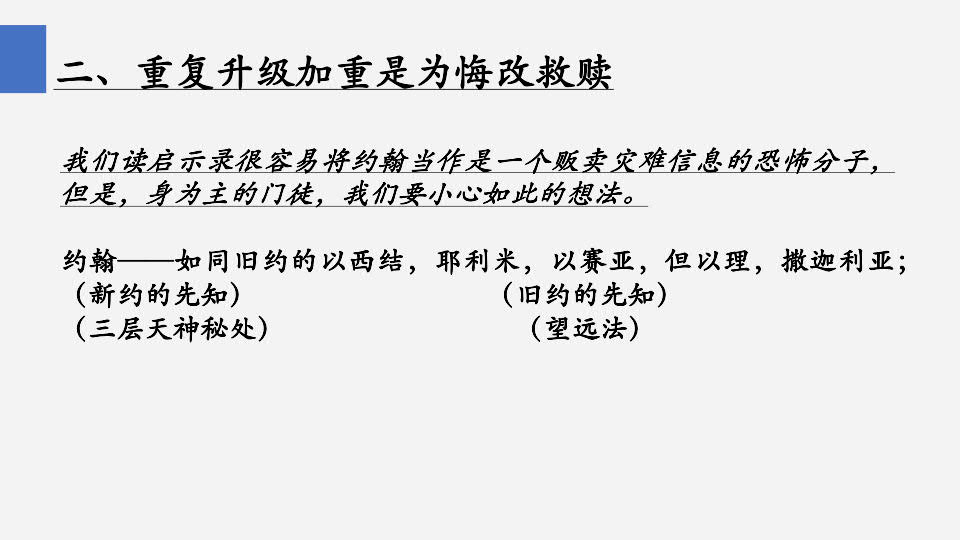 二、重复升级加重是为悔改救赎
我们读启示录很容易将约翰当作是一个贩卖灾难信息的恐怖分子，
但是，身为主的门徒，我们要小心如此的想法。
约翰——如同旧约的以西结，耶利米，以赛亚，但以理，撒迦利亚；
（新约的先知） （旧约的先知）
（三层天神秘处） （望远法）